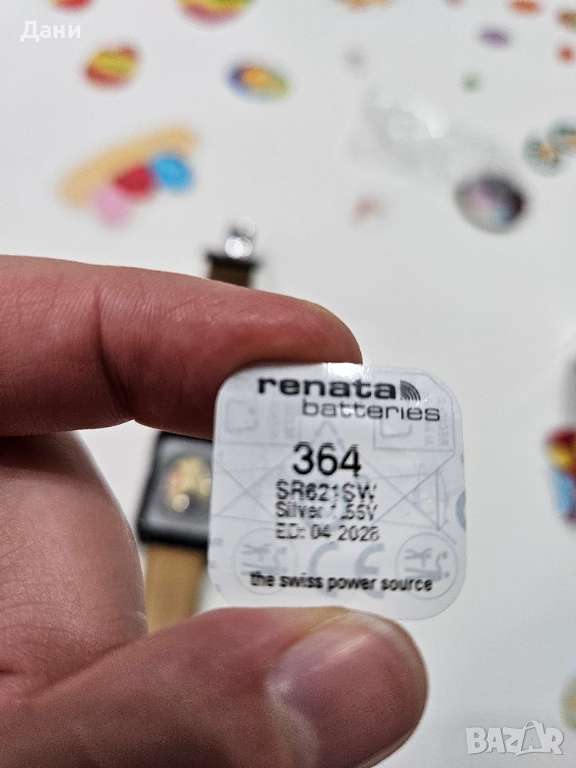 Дани
renata
batteries
364
SR621SW
Silver 1.55V
ED: 04 2028
the swiss power source
BAZAR